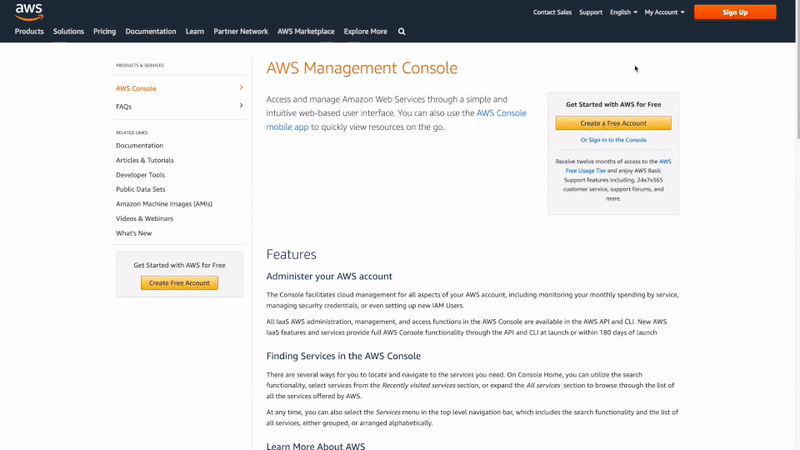 aws
Contact Sales Support English My Account Sign Up
Products Solutions Pricing Documentation Learn Partner Network AWS Marketplace Explore More
PRODUCTS & SERVICES
AWS Console
FAQs
RELATED LINKS
Documentation
Articles & Tutorials
Developer Tools
Public Data Sets
Amazon Machine Images (AMIs)
Videos & Webinars
What's New
Get Started with AWS for Free
Create Free Account
AWS Management Console
Access and manage Amazon Web Services through a simple and
intuitive web-based user interface. You can also use the AWS Console
mobile app to quickly view resources on the go.
Get Started with AWS for Free
Create a Free Account
Or Sign in to the Console
Receive twelve months of access to the AWS
Free Usage Tier and enjoy AWS Basic
Support features including, 24x7x365
customer service, support forums, and
more.
Features
Administer your AWS account
The Console facilitates cloud management for all aspects of your AWS account, including monitoring your monthly spending by service,
managing security credentials, or even setting up new IAM Users.
All IaaS AWS administration, management, and access functions in the AWS Console are available in the AWS API and CLI. New AWS
IaaS features and services provide full AWS Console functionality through the API and CLI at launch or within 180 days of launch
Finding Services in the AWS Console
There are several ways for you to locate and navigate to the services you need. On Console Home, you can utilize the search
functionality, select services from the Recently visited services section, or expand the All services section to browse through the list of
all the services offered by AWS.
At any time, you can also select the Services menu in the top level navigation bar, which includes the search functionality and the list of
all services, either grouped, or arranged alphabetically.
Learn More About AWS